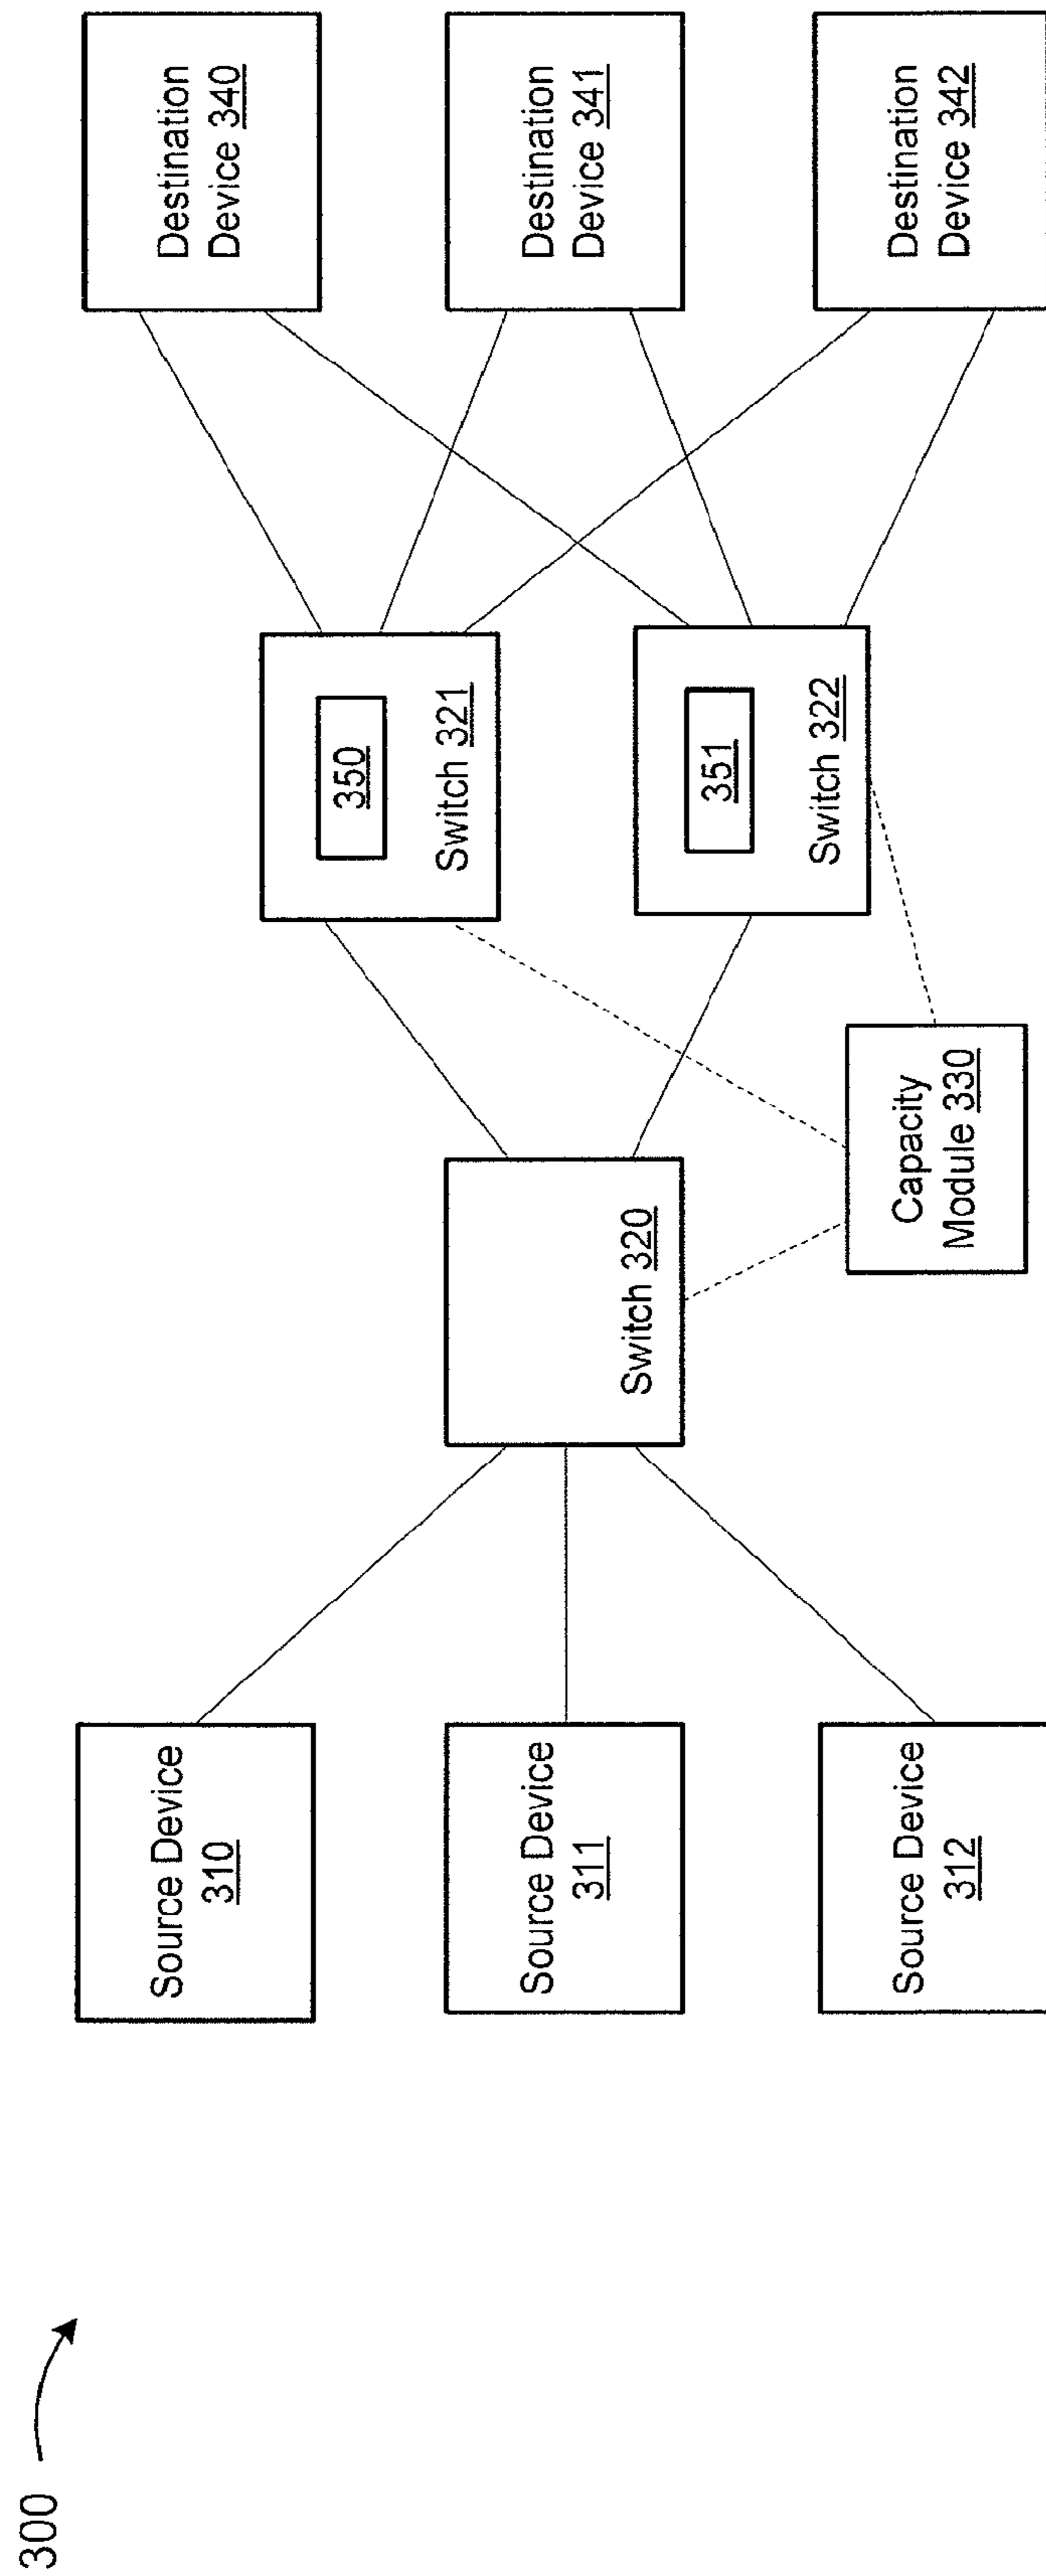 300
Source Device
310
Source Device
311
Source Device
312
Switch 320
Capacity
Module 330
350
Switch 321
351
Switch 322
Destination
Device 340
Destination
Device 341
Destination
Device 342